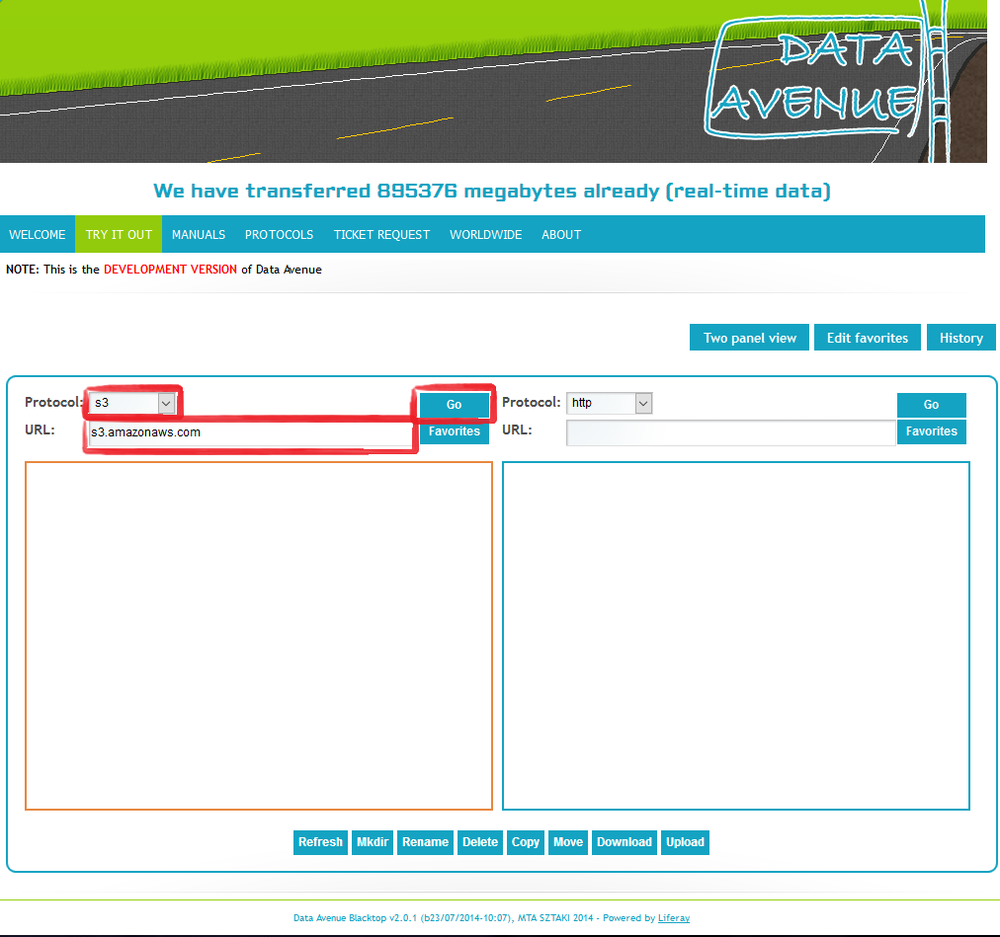 DATA
AVENUE
We have transferred 895376 megabytes already (real-time data)
WELCOME TRY IT OUT MANUALS PROTOCOLS TICKET REQUEST WORLDWIDE ABOUT
NOTE: This is the DEVELOPMENT VERSION of Data Avenue
Two panel view Edit favorites History
Protocol: s3 Go Protocol: http Go
URL: s3.amazonaws.com Favorites URL: Favorites
Refresh Mkdir Rename Delete Copy Move Download Upload
Data Avenue Blacktop v2.0.1 (b23/07/2014-10:07), MTA SZTAKI 2014 - Powered by Liferay